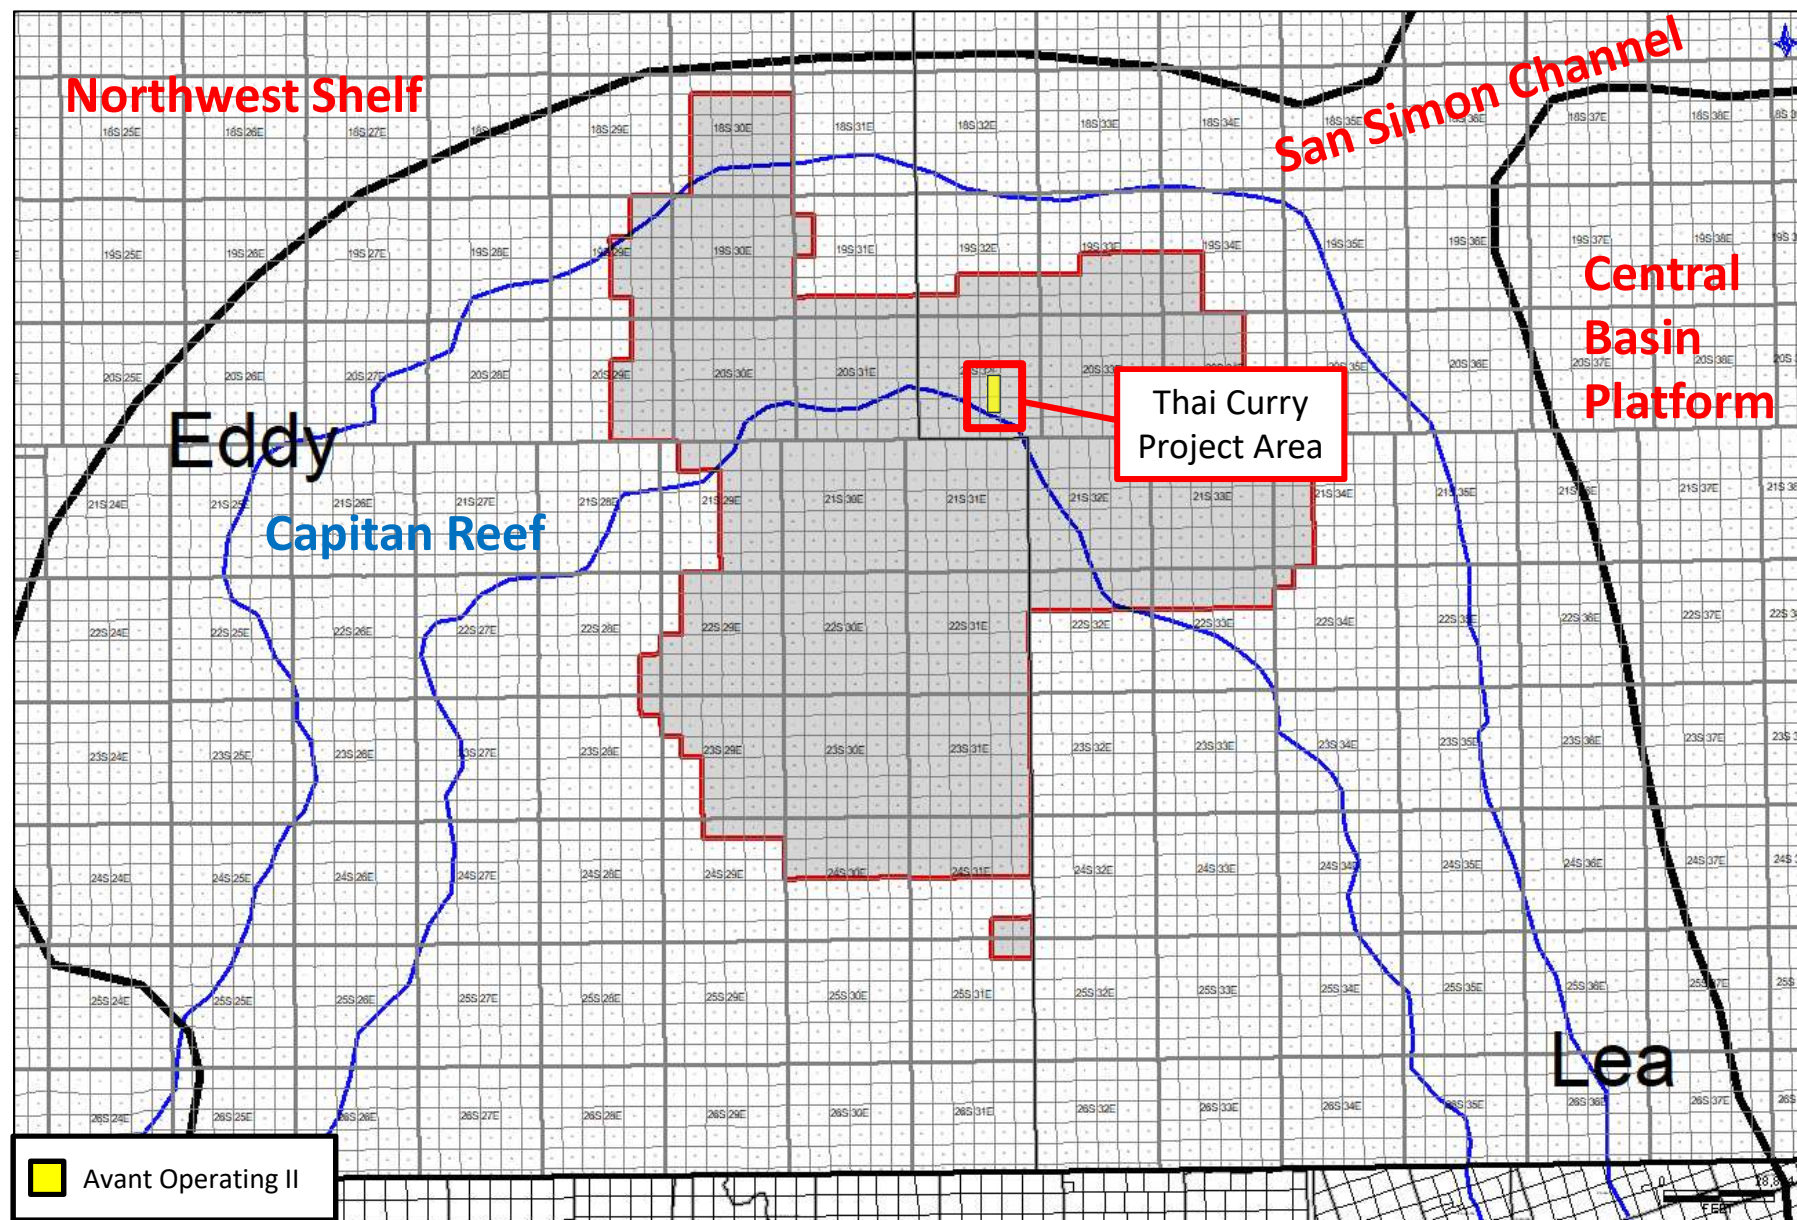 Northwest Shelf
San Simon Channel
18S 25E
18S 26E
18S 27E
18S 29E
18S 30E
18S 31E
18S 32E
18S 33E
18S 34E
18S 37E
18S 38E
19S 25E
19S 26E
19S 27E
19S 28E
19S 29E
19S 30E
19S 31E
19S 32E
19S 33E
19S 34E
19S 35E
19S 36E
19S 37E
19S 38E
Central
Basin
Platform
20S 25E
20S 26E
20S 27E
20S 28E
20S 29E
20S 30E
20S 31E
20S 35E
20S 36E
20S 37E
20S 38E
Thai Curry
Project Area
Eddy
21S 24E
21S 26E
21S 27E
21S 28E
21S 29E
21S 30E
21S 31E
21S 32E
21S 33E
21S 34E
21S 35E
21S 37E
Capitan Reef
22S 24E
22S 25E
22S 26E
22S 27E
22S 28E
22S 29E
22S 30E
22S 31E
22S 32E
22S 33E
22S 34E
22S 36E
22S 37E
23S 24E
23S 25E
23S 26E
23S 27E
23S 28E
23S 29E
23S 30E
23S 31E
23S 32E
23S 33E
23S 34E
23S 35E
23S 36E
23S 37E
24S 24E
24S 25E
24S 26E
24S 27E
24S 28E
24S 29E
24S 30E
24S 31E
24S 32E
24S 33E
24S 34E
24S 35E
24S 36E
24S 37E
25S 24E
25S 25E
25S 26E
25S 27E
25S 28E
25S 29E
25S 30E
25S 31E
25S 32E
25S 33E
25S 34E
25S 35E
25S 36E
Lea
26S 24E
26S 25E
26S 26E
26S 27E
26S 28E
26S 29E
26S 30E
26S 31E
26S 32E
26S 33E
26S 34E
26S 35E
26S 36E
26S 37E
Avant Operating II
0
FEET